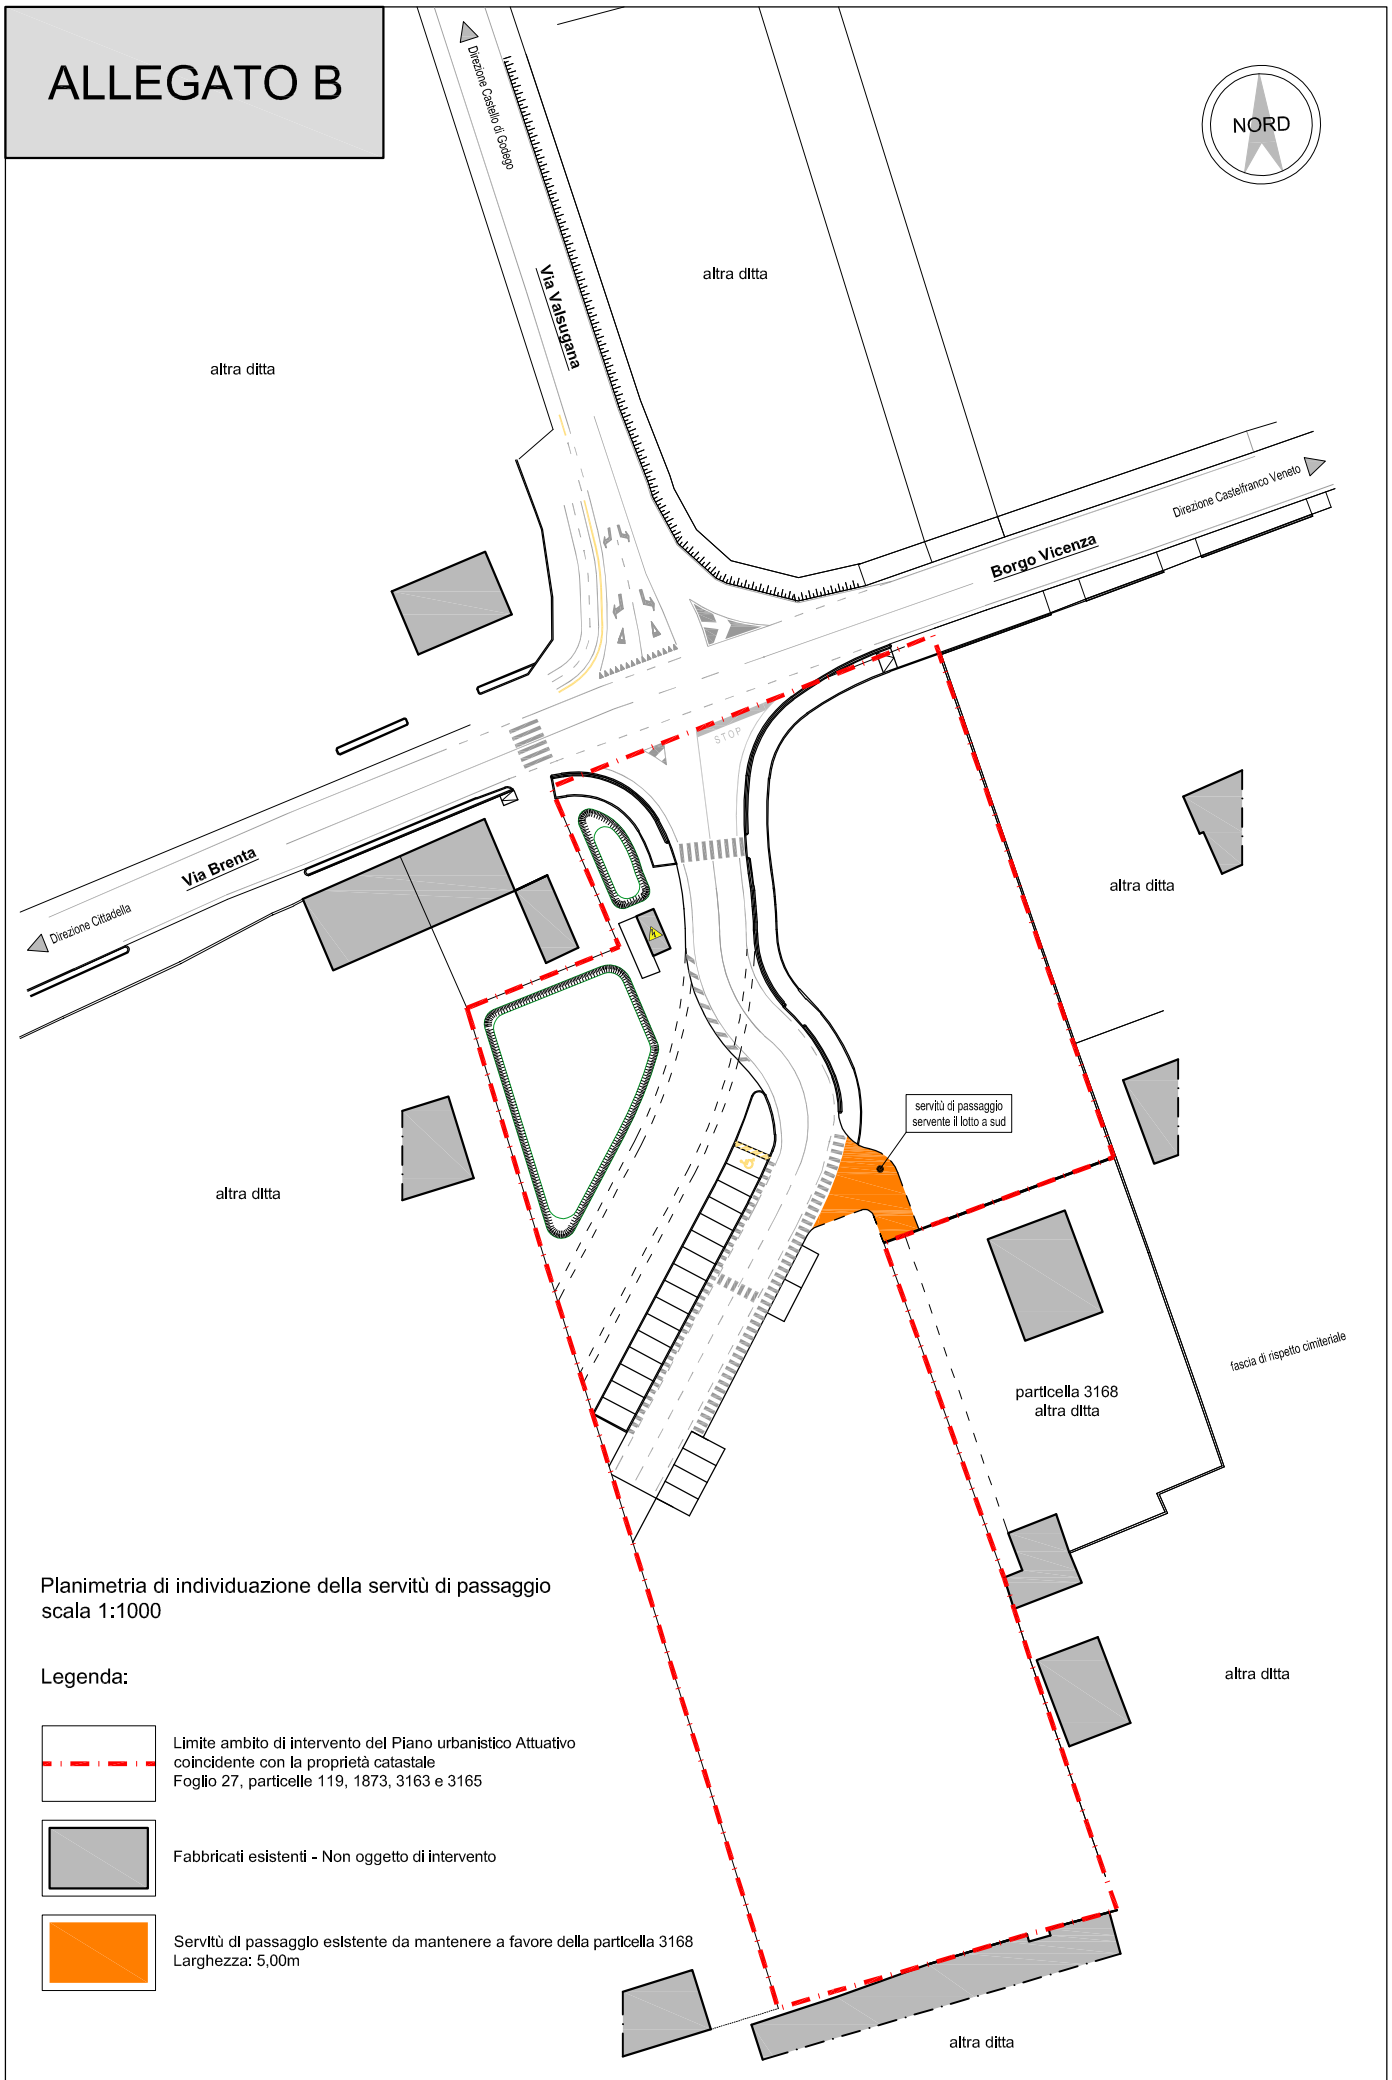 ALLEGATO B
Direzione Castello di Godego
NORD
Via Valsugana
altra ditta
altra ditta
Direzione Castelfranco Veneto
Borgo Vicenza
STOP
Via Brenta
Direzione Cittadella
altra ditta
servitù di passaggio
servente il lotto a sud
altra ditta
fascia di rispetto cimiteriale
particella 3168
altra ditta
Planimetria di individuazione della servitù di passaggio
scala 1:1000
Legenda:
altra ditta
Limite ambito di intervento del Piano urbanistico Attuativo
coincidente con la proprietà catastale
Foglio 27, particelle 119, 1873, 3163 e 3165
Fabbricati esistenti - Non oggetto di intervento
Servitù di passaggio esistente da mantenere a favore della particella 3168
Larghezza: 5,00m
altra ditta